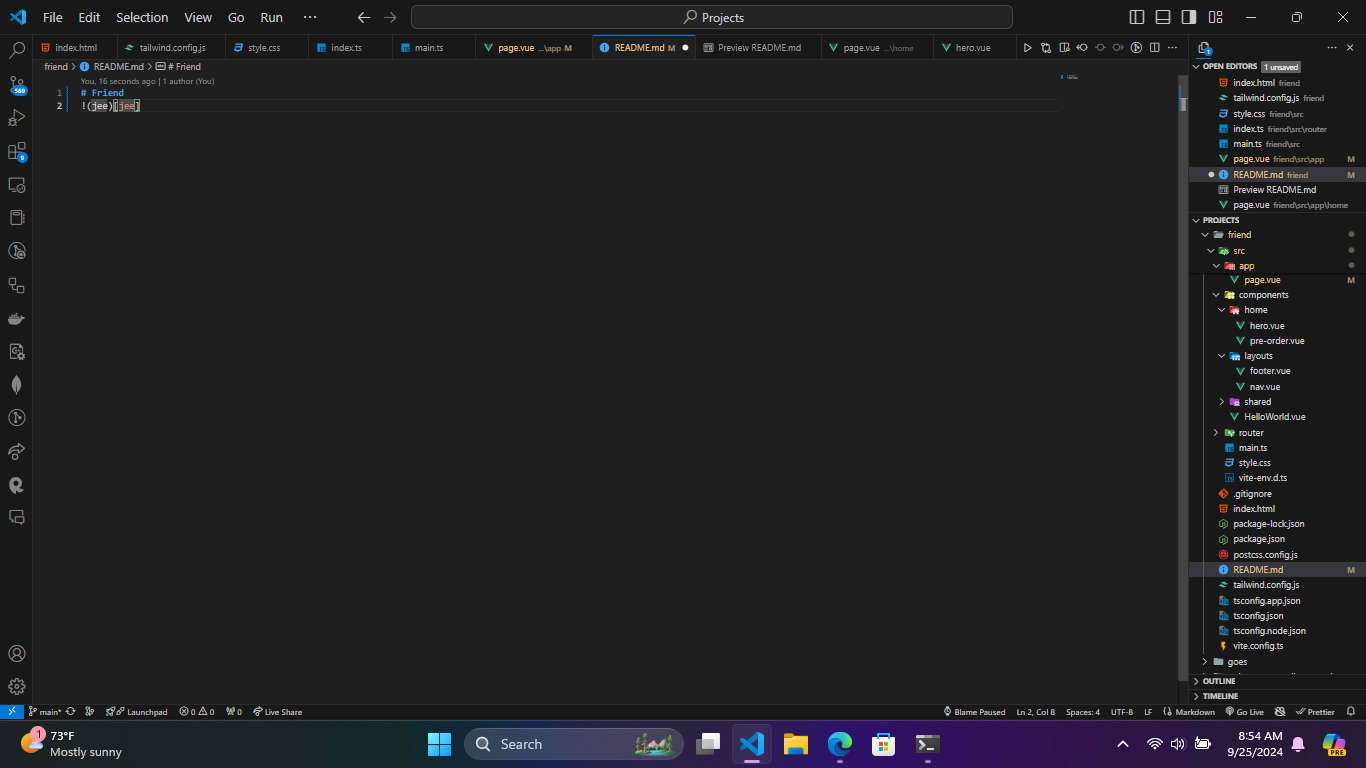 File Edit Selection View Go Run ··· Projects
index.html tailwind.config.js style.css index.ts main.ts page.vue ...\app M README.md M Preview README.md page.vue ...\home hero.vue
friend > README.md > # Friend
You, 16 seconds ago | 1 author (You)
1 # Friend
2 !(jee)[jee]
569
9
1
OPEN EDITORS 1 unsaved
index.html friend
tailwind.config.js friend
style.css friend\src
index.ts friend\src\router
main.ts friend\src
page.vue friend\src\app M
README.md friend M
Preview README.md
page.vue friend\src\app\home
PROJECTS
friend
src
app
page.vue M
components
home
hero.vue
pre-order.vue
layouts
footer.vue
nav.vue
shared
HelloWorld.vue
router
main.ts
style.css
vite-env.d.ts
.gitignore
index.html
package-lock.json
package.json
postcss.config.js
README.md M
tailwind.config.js
tsconfig.app.json
tsconfig.json
tsconfig.node.json
vite.config.ts
goes
OUTLINE
TIMELINE
main* Launchpad 0 0 0 Live Share Blame Paused Ln 2, Col 8 Spaces: 4 UTF-8 LF Markdown Go Live Prettier
1 73°F
Mostly sunny
Search
8:54 AM
9/25/2024
PRE